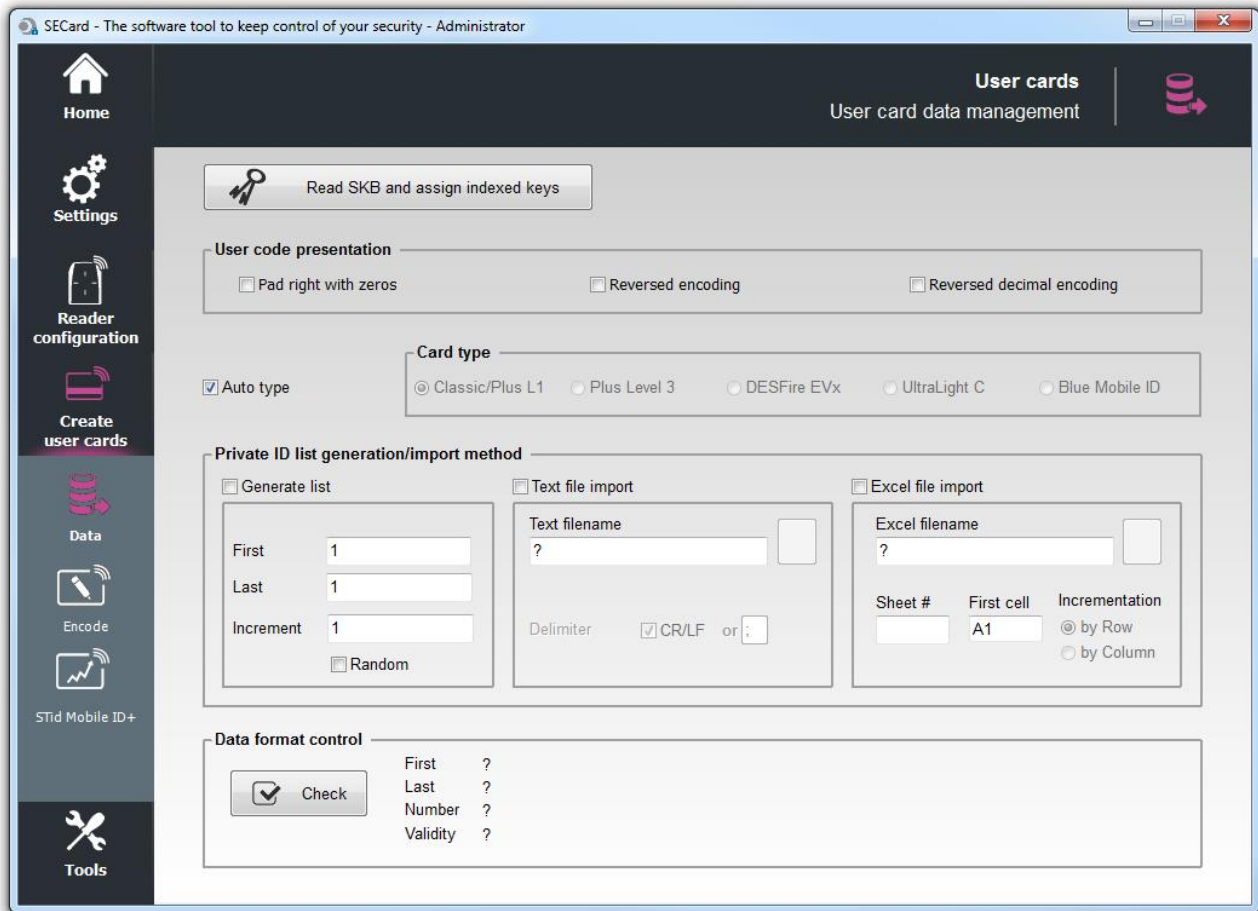 SECard - The software tool to keep control of your security - Administrator
Home
User cards
User card data management
Settings
Reader
configuration
Create
user cards
Data
Encode
STid Mobile ID+
Tools
Read SKB and assign indexed keys
User code presentation
Pad right with zeros
Reversed encoding
Reversed decimal encoding
Auto type
Card type
Classic/Plus L1
Plus Level 3
DESFire EVx
UltraLight C
Blue Mobile ID
Private ID list generation/import method
Generate list
First 1
Last 1
Increment 1
Random
Text file import
Text filename
?
Delimiter CR/LF or ;
Excel file import
Excel filename
?
Sheet # First cell Incrementation
A1 by Row
by Column
Data format control
Check
First ?
Last ?
Number ?
Validity ?